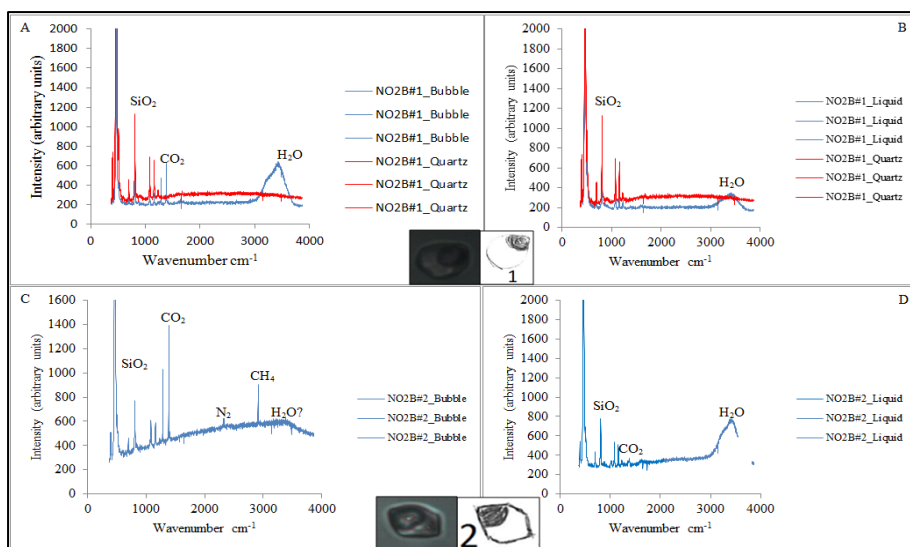 A
2000
1800
1600
1400
1200
1000
800
600
400
200
0
Intensity (arbitrary units)
SiO₂
CO₂
H₂O
NO2B#1_Bubble
NO2B#1_Bubble
NO2B#1_Bubble
NO2B#1_Quartz
NO2B#1_Quartz
NO2B#1_Quartz
0 1000 2000 3000 4000
Wavenumber cm⁻¹
B
2000
1800
1600
1400
1200
1000
800
600
400
200
0
Intensity (arbitrary units)
SiO₂
H₂O
NO2B#1_Liquid
NO2B#1_Liquid
NO2B#1_Liquid
NO2B#1_Quartz
NO2B#1_Quartz
NO2B#1_Quartz
0 1000 2000 3000 4000
Wavenumber cm⁻¹
1
C
1600
1400
1200
1000
800
600
400
200
0
Intensity (arbitrary units)
CO₂
SiO₂
CH₄
N₂
H₂O?
NO2B#2_Bubble
NO2B#2_Bubble
NO2B#2_Bubble
0 1000 2000 3000 4000
Wavenumber cm⁻¹
D
2000
1800
1600
1400
1200
1000
800
600
400
200
0
Intensity (arbitrary units)
SiO₂
CO₂
H₂O
NO2B#2_Liquid
NO2B#2_Liquid
NO2B#2_Liquid
0 1000 2000 3000 4000
Wavenumber cm⁻¹
2